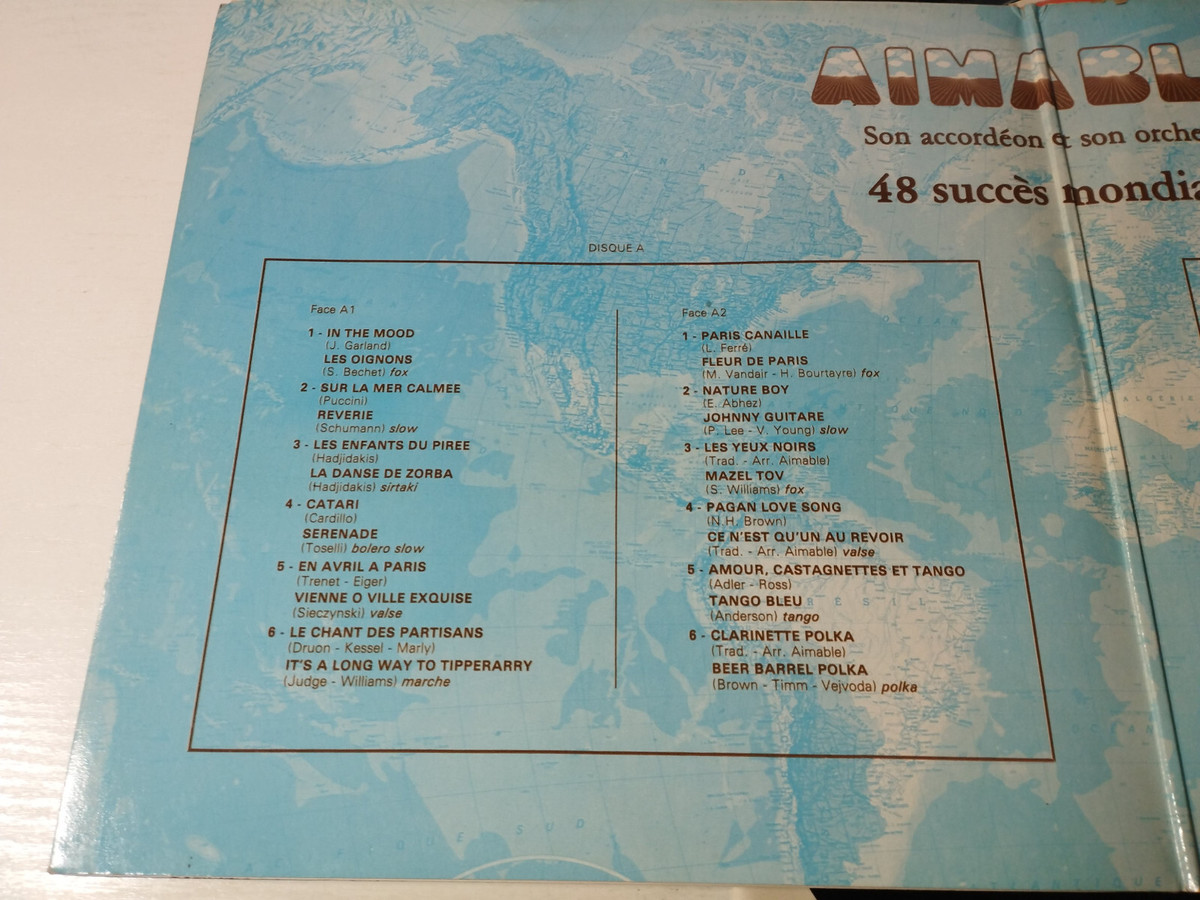 AIMABL
Son accordéon & son orche
48 succès mondia
DISQUE A
Face A1
1 - IN THE MOOD
(J. Garland)
LES OIGNONS
(S. Bechet) fox
2 - SUR LA MER CALMEE
(Puccini)
REVERIE
(Schumann) slow
3 - LES ENFANTS DU PIREE
(Hadjidakis)
LA DANSE DE ZORBA
(Hadjidakis) sirtaki
4 - CATARI
(Cardillo)
SERENADE
(Toselli) bolero slow
5 - EN AVRIL A PARIS
(Trenet - Eiger)
VIENNE O VILLE EXQUISE
(Sieczynski) valse
6 - LE CHANT DES PARTISANS
(Druon - Kessel - Marly)
IT'S A LONG WAY TO TIPPERARRY
(Judge - Williams) marche
Face A2
1 - PARIS CANAILLE
(L. Ferré)
FLEUR DE PARIS
(M. Vandair - H. Bourtayre) fox
2 - NATURE BOY
(E. Abhez)
JOHNNY GUITARE
(P. Lee - V. Young) slow
3 - LES YEUX NOIRS
(Trad. - Arr. Aimable)
MAZEL TOV
(S. Williams) fox
4 - PAGAN LOVE SONG
(N.H. Brown)
CE N'EST QU'UN AU REVOIR
(Trad. - Arr. Aimable) valse
5 - AMOUR, CASTAGNETTES ET TANGO
(Adler - Ross)
TANGO BLEU
(Anderson) tango
6 - CLARINETTE POLKA
(Trad. - Arr. Aimable)
BEER BARREL POLKA
(Brown - Timm - Vejvoda) polka